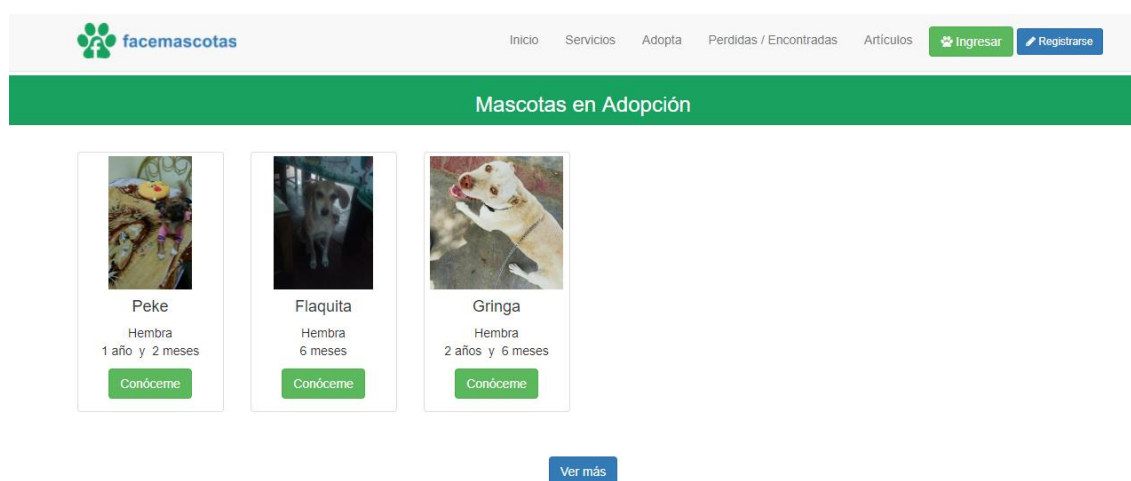 facemascotas
Inicio Servicios Adopta Perdidas / Encontradas Artículos Ingresar Registrarse
Mascotas en Adopción
Peke
Hembra
1 año y 2 meses
Conóceme
Flaquita
Hembra
6 meses
Conóceme
Gringa
Hembra
2 años y 6 meses
Conóceme
Ver más